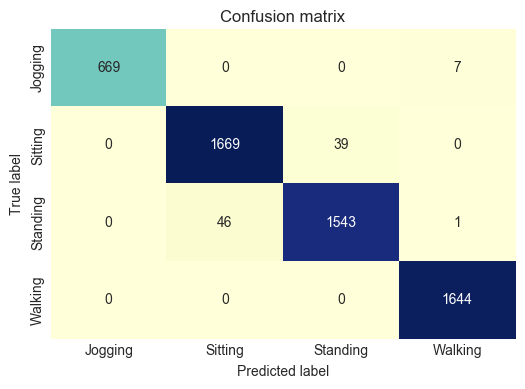 Confusion matrix
True label
Jogging 669 0 0 7
Sitting 0 1669 39 0
Standing 0 46 1543 1
Walking 0 0 0 1644
Jogging Sitting Standing Walking
Predicted label